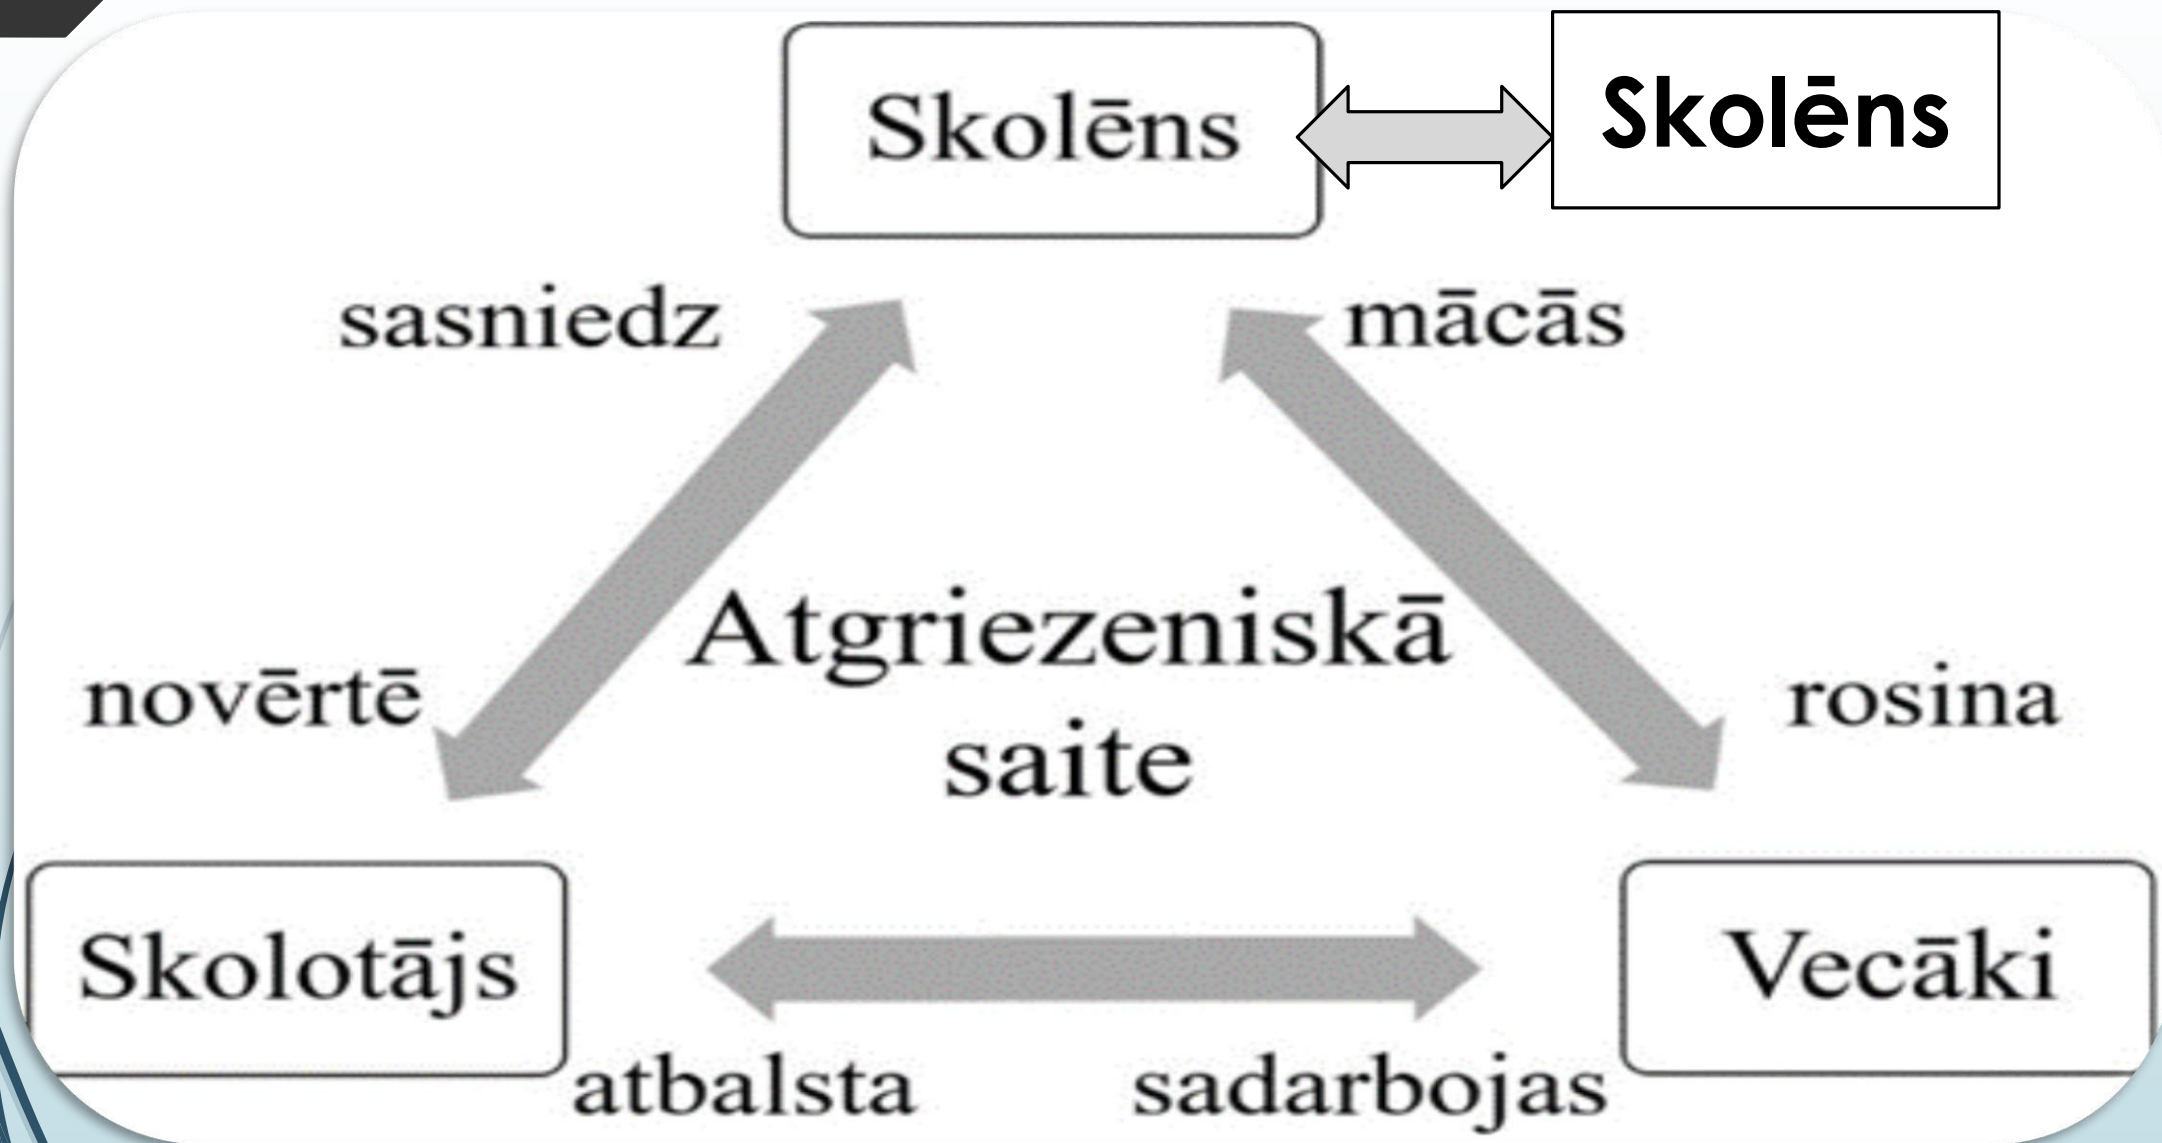 Skolēns
Skolēns
sasniedz
mācās
Atgriezeniskā
saite
novērtē
rosina
Skolotājs
Vecāki
atbalsta
sadarbojas